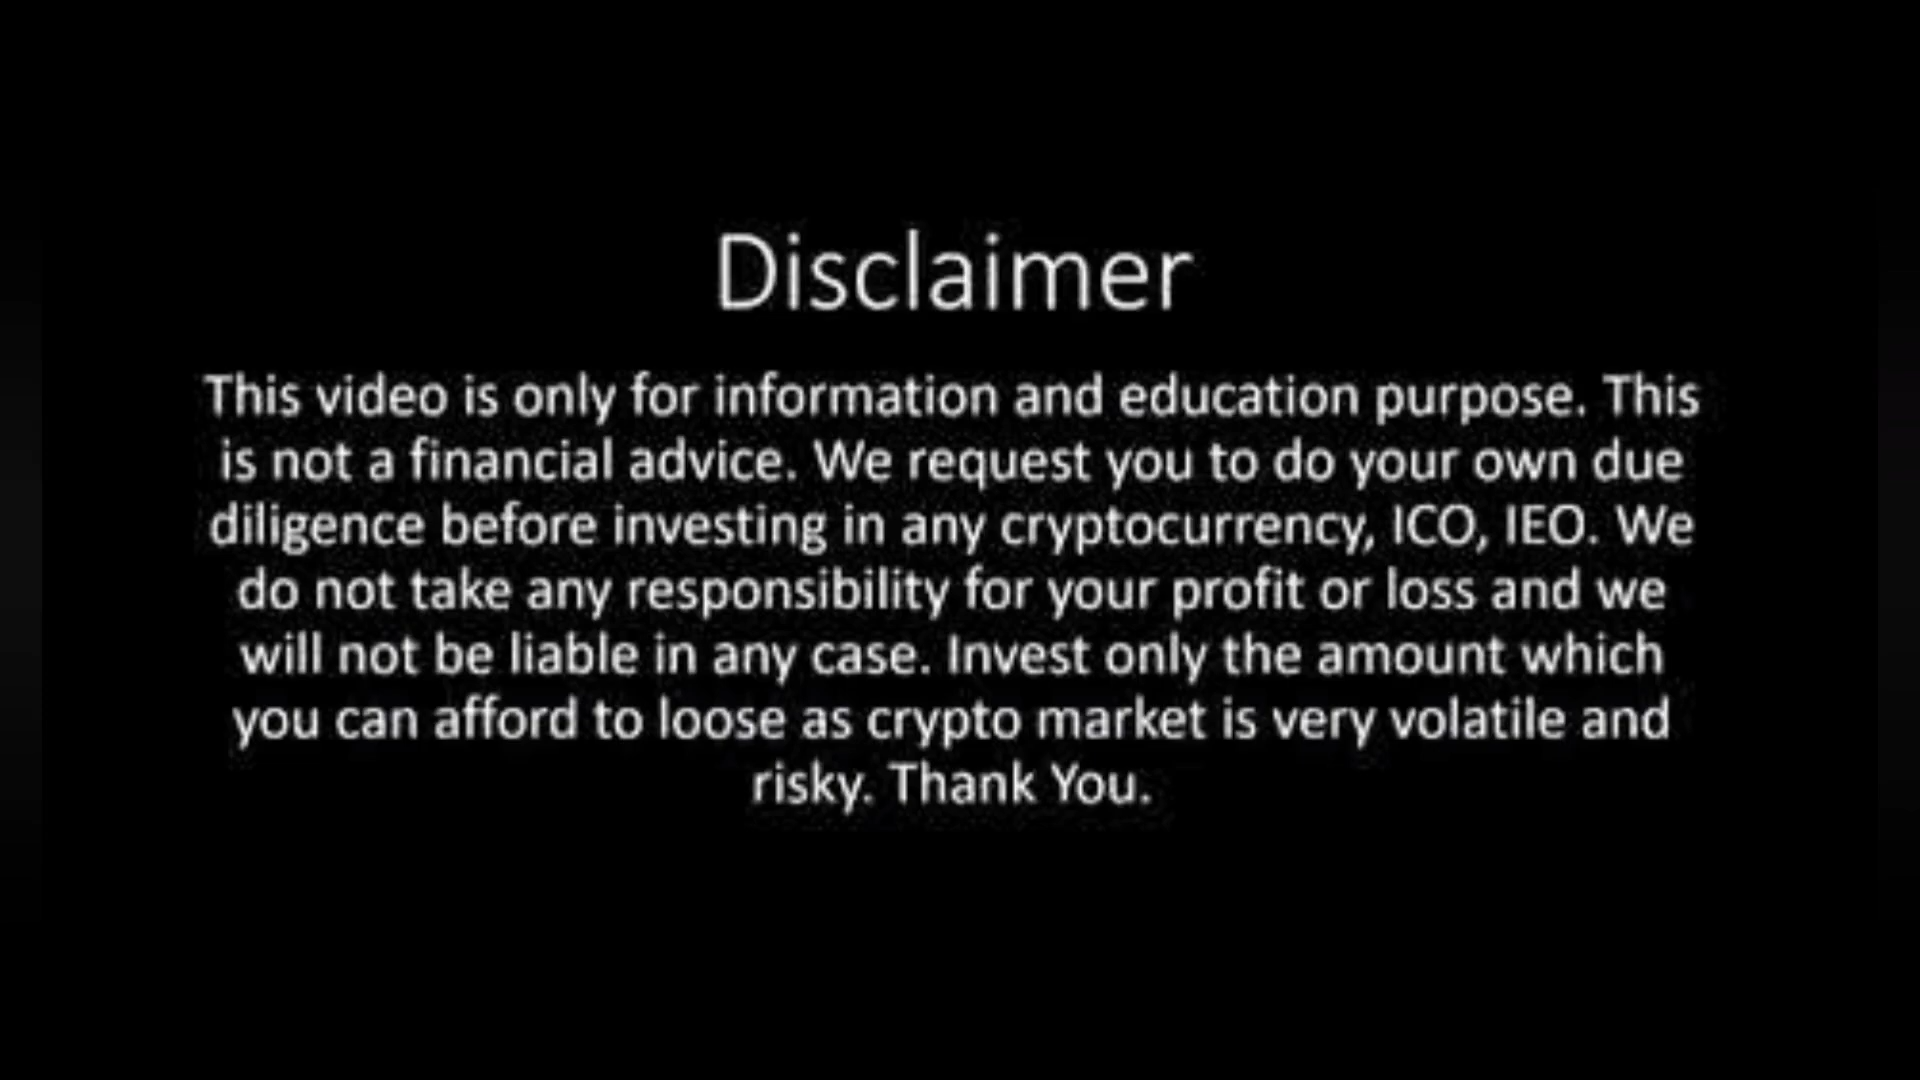 Disclaimer
This video is only for information and education purpose. This
is not a financial advice. We request you to do your own due
diligence before investing in any cryptocurrency, ICO, IEO. We
do not take any responsibility for your profit or loss and we
will not be liable in any case. Invest only the amount which
you can afford to loose as crypto market is very volatile and
risky. Thank You.